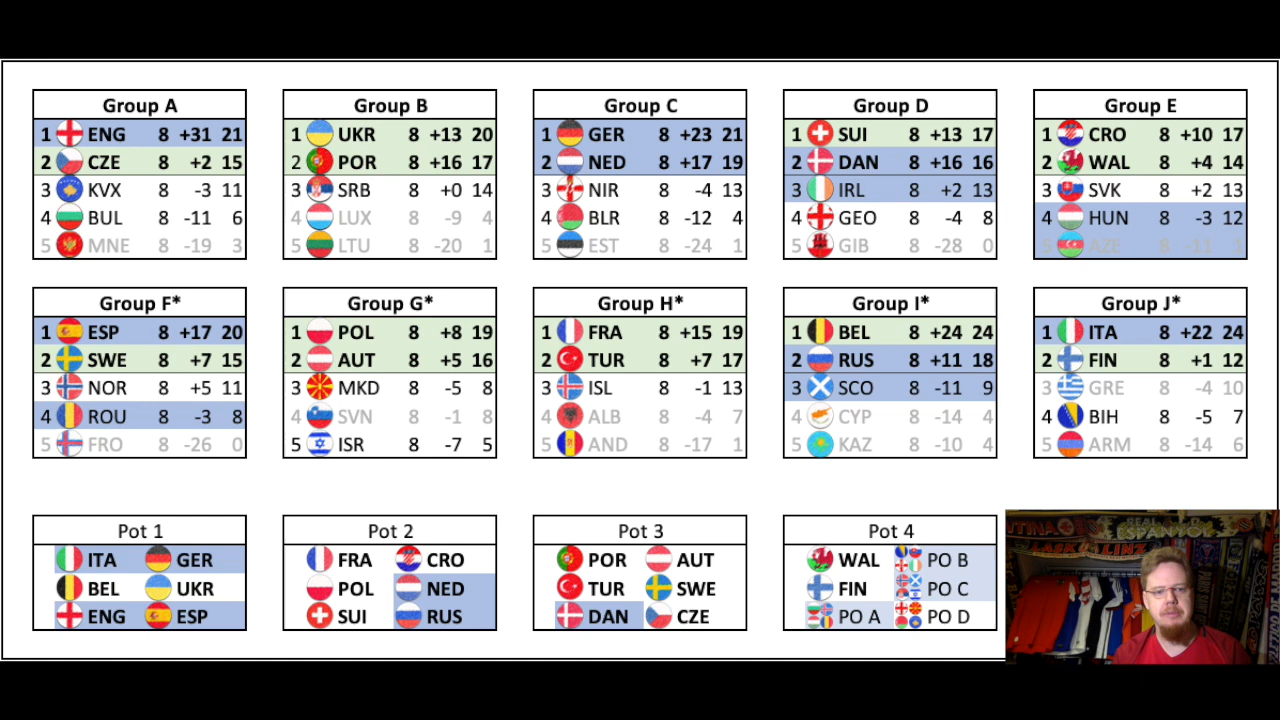 Group A
1 ENG 8 +31 21
2 CZE 8 +2 15
3 KVX 8 -3 11
4 BUL 8 -11 6
5 MNE 8 -19 3
Group B
1 UKR 8 +13 20
2 POR 8 +16 17
3 SRB 8 +0 14
4 LUX 8 -9 4
5 LTU 8 -20 1
Group C
1 GER 8 +23 21
2 NED 8 +17 19
3 NIR 8 -4 13
4 BLR 8 -12 4
5 EST 8 -24 1
Group D
1 SUI 8 +13 17
2 DAN 8 +16 16
3 IRL 8 +2 13
4 GEO 8 -4 8
5 GIB 8 -28 0
Group E
1 CRO 8 +10 17
2 WAL 8 +4 14
3 SVK 8 +2 13
4 HUN 8 -3 12
5 AZE 8 -11 1
Group F*
1 ESP 8 +17 20
2 SWE 8 +7 15
3 NOR 8 +5 11
4 ROU 8 -3 8
5 FRO 8 -26 0
Group G*
1 POL 8 +8 19
2 AUT 8 +5 16
3 MKD 8 -5 8
4 SVN 8 -1 8
5 ISR 8 -7 5
Group H*
1 FRA 8 +15 19
2 TUR 8 +7 17
3 ISL 8 -1 13
4 ALB 8 -4 7
5 AND 8 -17 1
Group I*
1 BEL 8 +24 24
2 RUS 8 +11 18
3 SCO 8 -11 9
4 CYP 8 -14 4
5 KAZ 8 -10 4
Group J*
1 ITA 8 +22 24
2 FIN 8 +1 12
3 GRE 8 -4 10
4 BIH 8 -5 7
5 ARM 8 -14 6
Pot 1
ITA GER
BEL UKR
ENG ESP
Pot 2
FRA CRO
POL NED
SUI RUS
Pot 3
POR AUT
TUR SWE
DAN CZE
Pot 4
WAL PO B
FIN PO C
PO A PO D
REAL
ESPANYOL
LASK LINZ